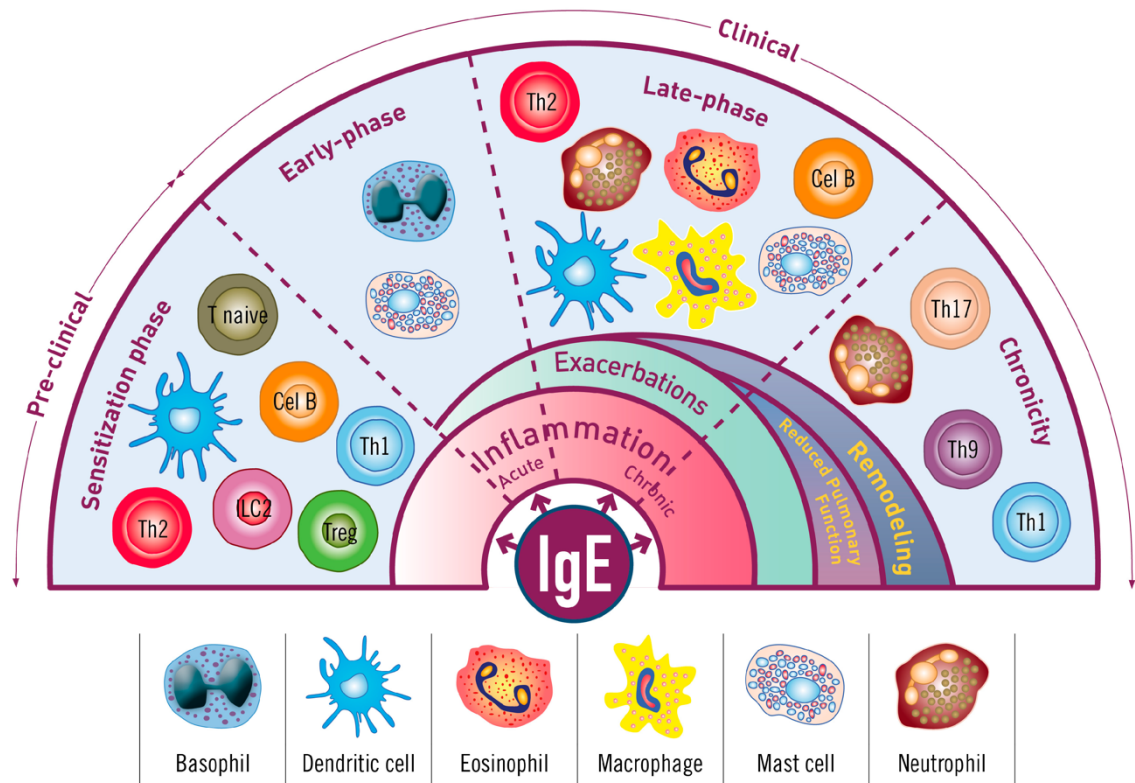 Clinical
Pre-clinical
Sensitization phase
Early-phase
Late-phase
Chronicity
T naive
Cel B
Th1
Th2
ILC2
Treg
Th2
Cel B
Th17
Th9
Th1
Exacerbations
Inflammation
Acute
Chronic
Reduced Pulmonary
Function
Remodeling
IgE
Basophil
Dendritic cell
Eosinophil
Macrophage
Mast cell
Neutrophil